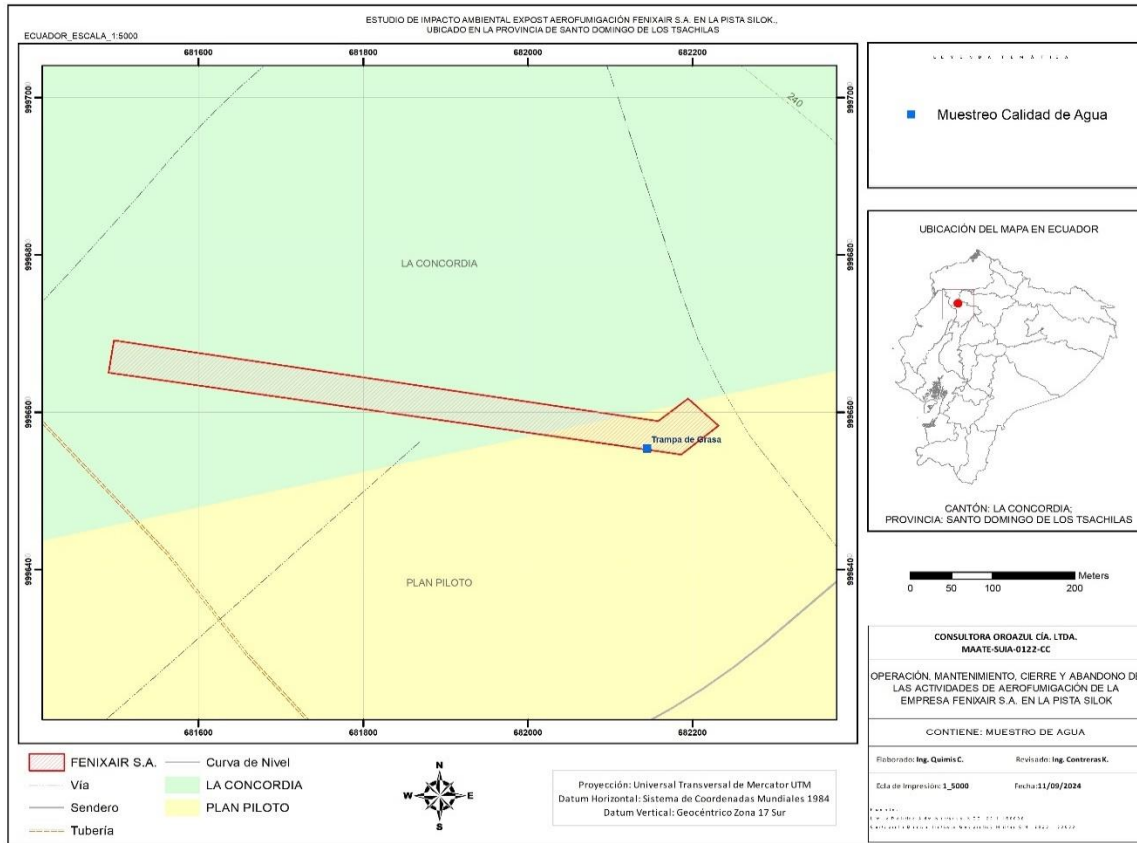 ESTUDIO DE IMPACTO AMBIENTAL EXPOST AEROFUMIGACIÓN FENIXAIR S.A. EN LA PISTA SILOK.,
UBICADO EN LA PROVINCIA DE SANTO DOMINGO DE LOS TSACHILAS
ECUADOR_ESCALA_1:5000
681600
681800
682000
682200
240
LA CONCORDIA
Trampa de Grasa
PLAN PILOTO
681600
681800
682000
682200
LEYENDA TEMÁTICA
Muestreo Calidad de Agua
UBICACIÓN DEL MAPA EN ECUADOR
CANTÓN: LA CONCORDIA;
PROVINCIA: SANTO DOMINGO DE LOS TSACHILAS
Meters
0 50 100 200
CONSULTORA OROAZUL CÍA. LTDA.
MAATE-SUIA-0122-CC
OPERACIÓN, MANTENIMIENTO, CIERRE Y ABANDONO DE
LAS ACTIVIDADES DE AEROFUMIGACIÓN DE LA
EMPRESA FENIXAIR S.A. EN LA PISTA SILOK
CONTIENE: MUESTRO DE AGUA
Elaborado: Ing. Quimis C. Revisado: Ing. Contreras K.
de Impresión: 1_5000 Fecha: 11/09/2024
FENIXAIR S.A.
Vía
Sendero
Tubería
Curva de Nivel
LA CONCORDIA
PLAN PILOTO
N
W E
S
Proyección: Universal Transversal de Mercator UTM
Datum Horizontal: Sistema de Coordenadas Mundiales 1984
Datum Vertical: Geocéntrico Zona 17 Sur